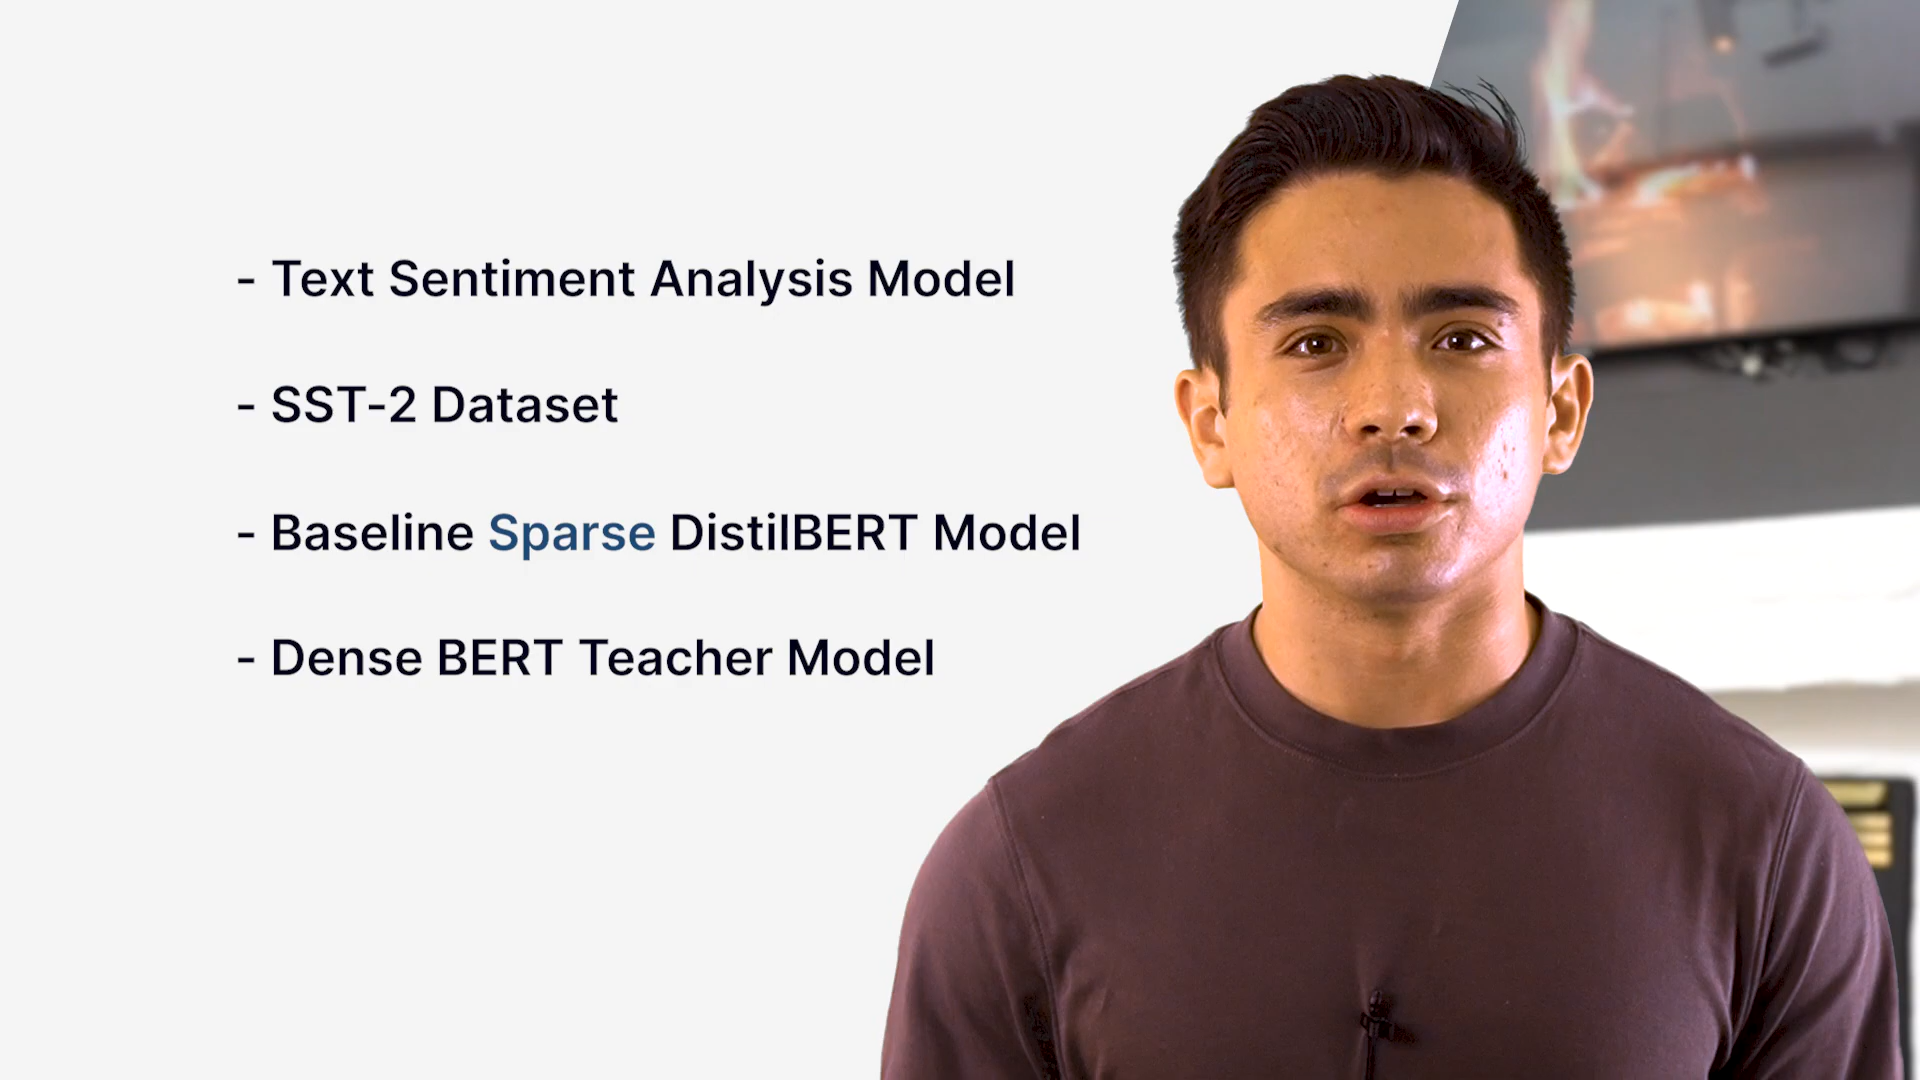 - Text Sentiment Analysis Model
- SST-2 Dataset
- Baseline Sparse DistilBERT Model
- Dense BERT Teacher Model